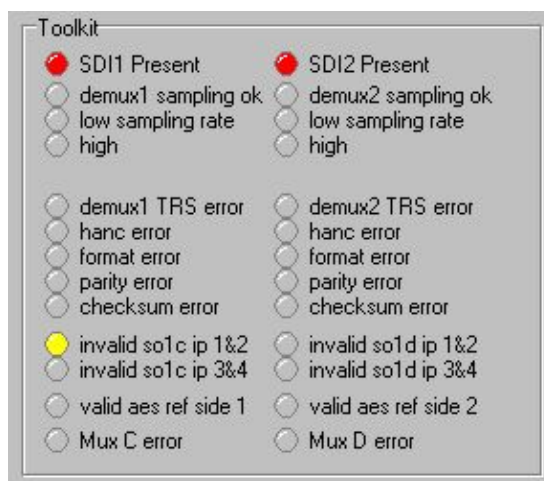 Toolkit
SDI1 Present SDI2 Present
demux1 sampling ok demux2 sampling ok
low sampling rate low sampling rate
high high
demux1 TRS error demux2 TRS error
hanc error hanc error
format error format error
parity error parity error
checksum error checksum error
invalid so1c ip 1&2 invalid so1d ip 1&2
invalid so1c ip 3&4 invalid so1d ip 3&4
valid aes ref side 1 valid aes ref side 2
Mux C error Mux D error